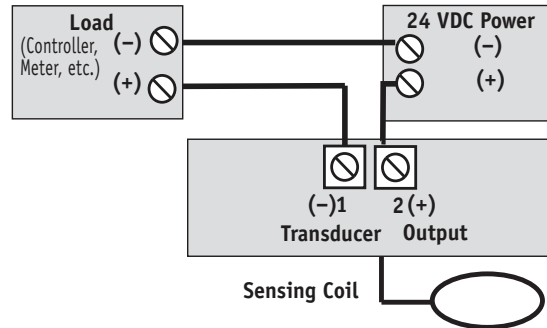 Load
(Controller,
Meter, etc.)
(–)
(+)
24 VDC Power
(–)
(+)
(–)1
2(+)
Transducer Output
Sensing Coil